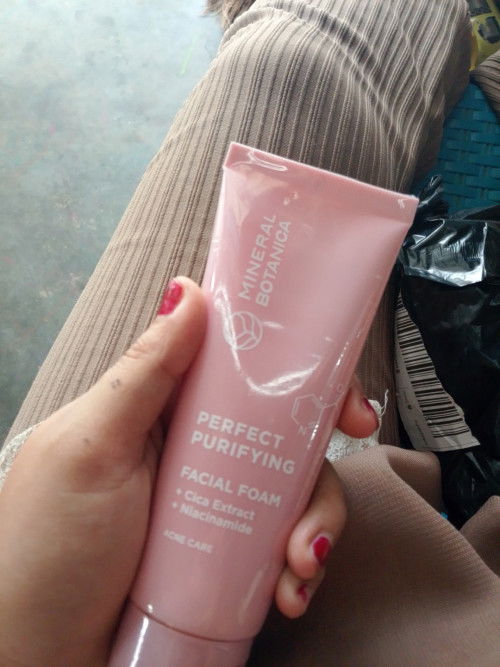 MINERAL
BOTANICA
N
PERFECT
PURIFYING
FACIAL FOAM
+ Cica Extract
+ Niacinamide
ACNE CARE